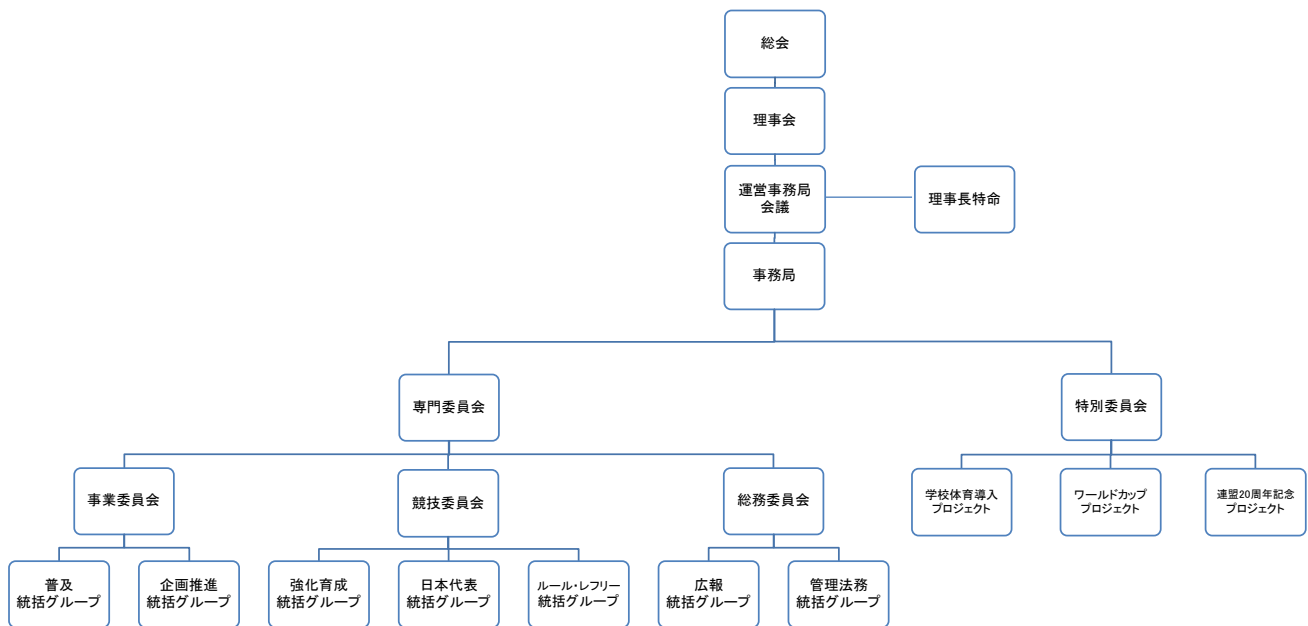 総会
理事会
運営事務局
会議
理事長特命
事務局
専門委員会
特別委員会
事業委員会
競技委員会
総務委員会
学校体育導入
プロジェクト
ワールドカップ
プロジェクト
連盟20周年記念
プロジェクト
普及
統括グループ
企画推進
統括グループ
強化育成
統括グループ
日本代表
統括グループ
ルール・レフリー
統括グループ
広報
統括グループ
管理法務
統括グループ